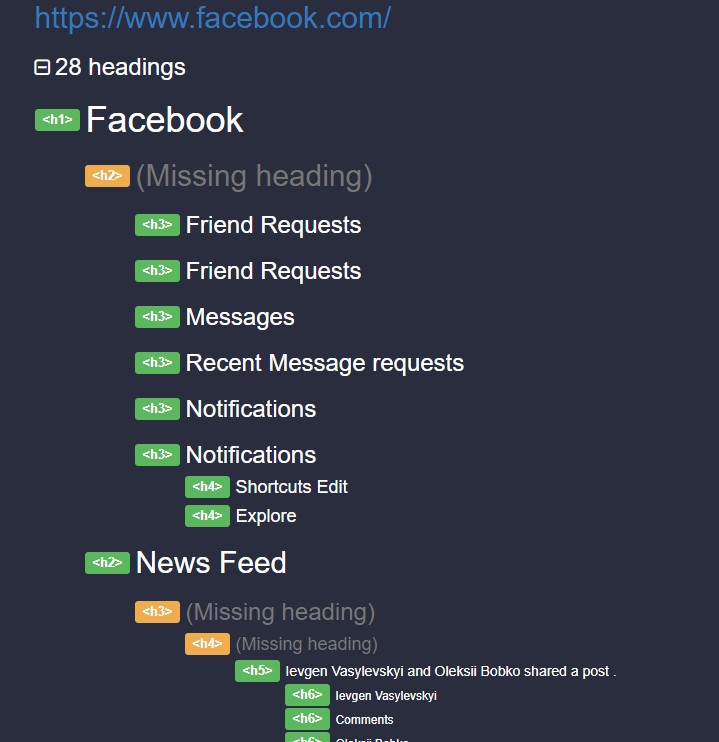 https://www.facebook.com/
28 headings
<h1> Facebook
<h2> (Missing heading)
<h3> Friend Requests
<h3> Friend Requests
<h3> Messages
<h3> Recent Message requests
<h3> Notifications
<h3> Notifications
<h4> Shortcuts Edit
<h4> Explore
<h2> News Feed
<h3> (Missing heading)
<h4> (Missing heading)
<h5> Ievgen Vasylevskyi and Oleksii Bobko shared a post .
<h6> Ievgen Vasylevskyi
<h6> Comments
<h6> Oleksii Bobko